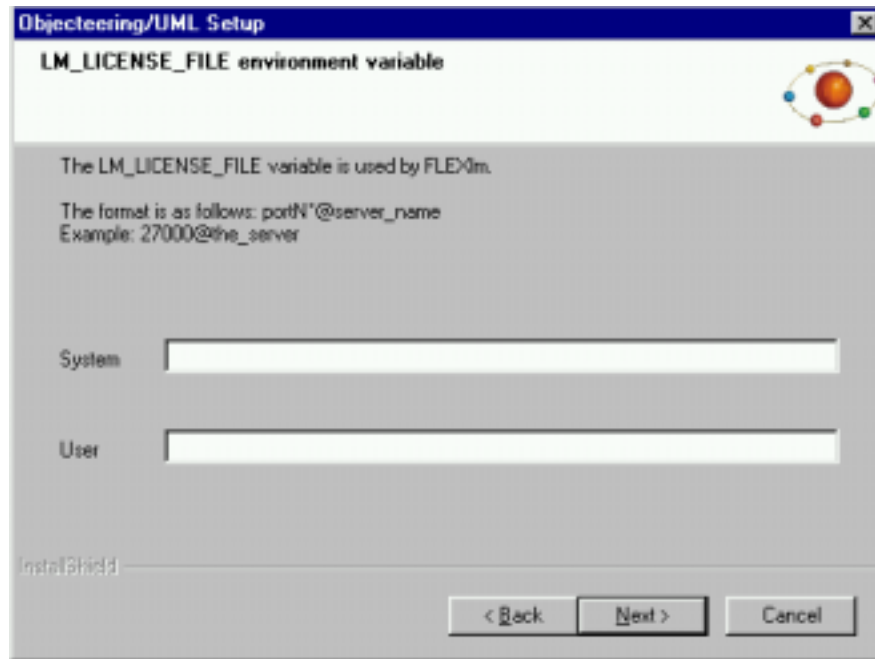 Objecteering/UML Setup
LM_LICENSE_FILE environment variable
The LM_LICENSE_FILE variable is used by FLEXlm.
The format is as follows: portN°@server_name
Example: 27000@the_server
System
User
InstallShield
< Back
Next >
Cancel